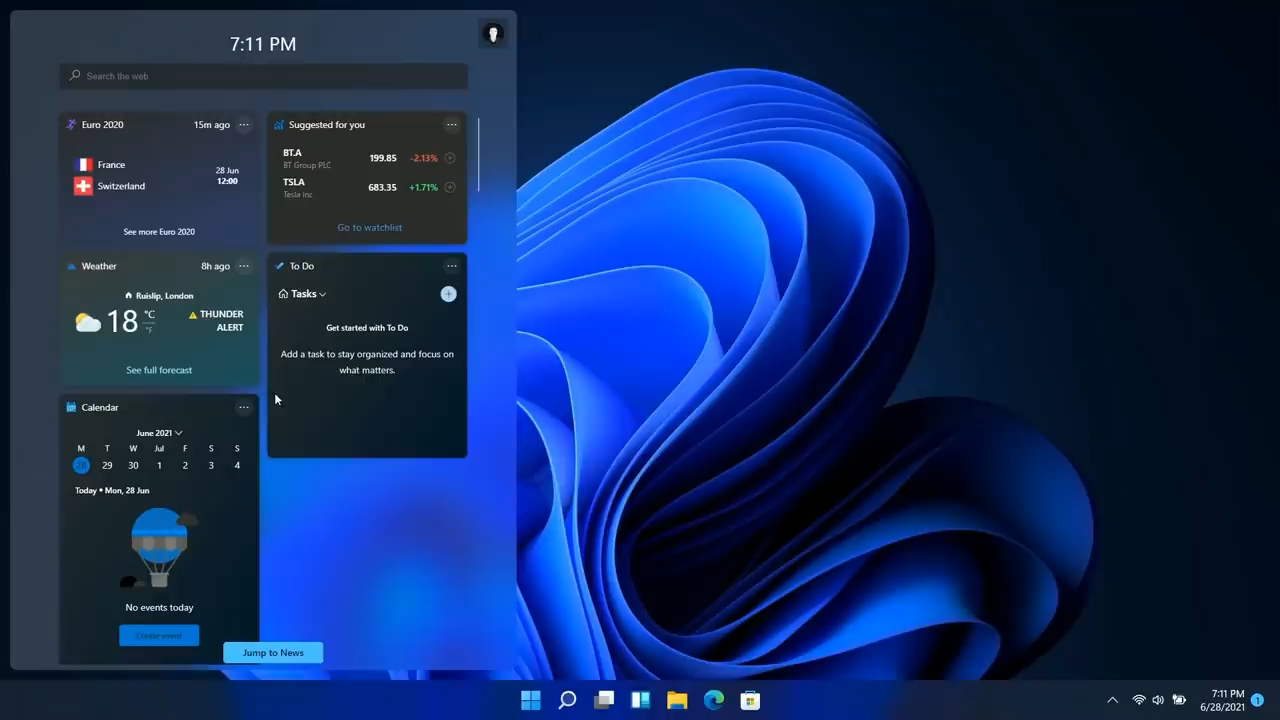 7:11 PM
Search the web
Euro 2020
15m ago
France
Switzerland
28 Jun
12:00
See more Euro 2020
Suggested for you
BT.A
BT Group PLC
199.85
-2.13%
TSLA
Tesla Inc
683.35
+1.71%
Go to watchlist
Weather
8h ago
Ruislip, London
18
°C
°F
THUNDER
ALERT
See full forecast
To Do
Tasks
Get started with To Do
Add a task to stay organized and focus on
what matters.
Calendar
June 2021
M T W Jul F S S
28 29 30 1 2 3 4
Today • Mon, 28 Jun
No events today
Create event
Jump to News
7:11 PM
6/28/2021
1